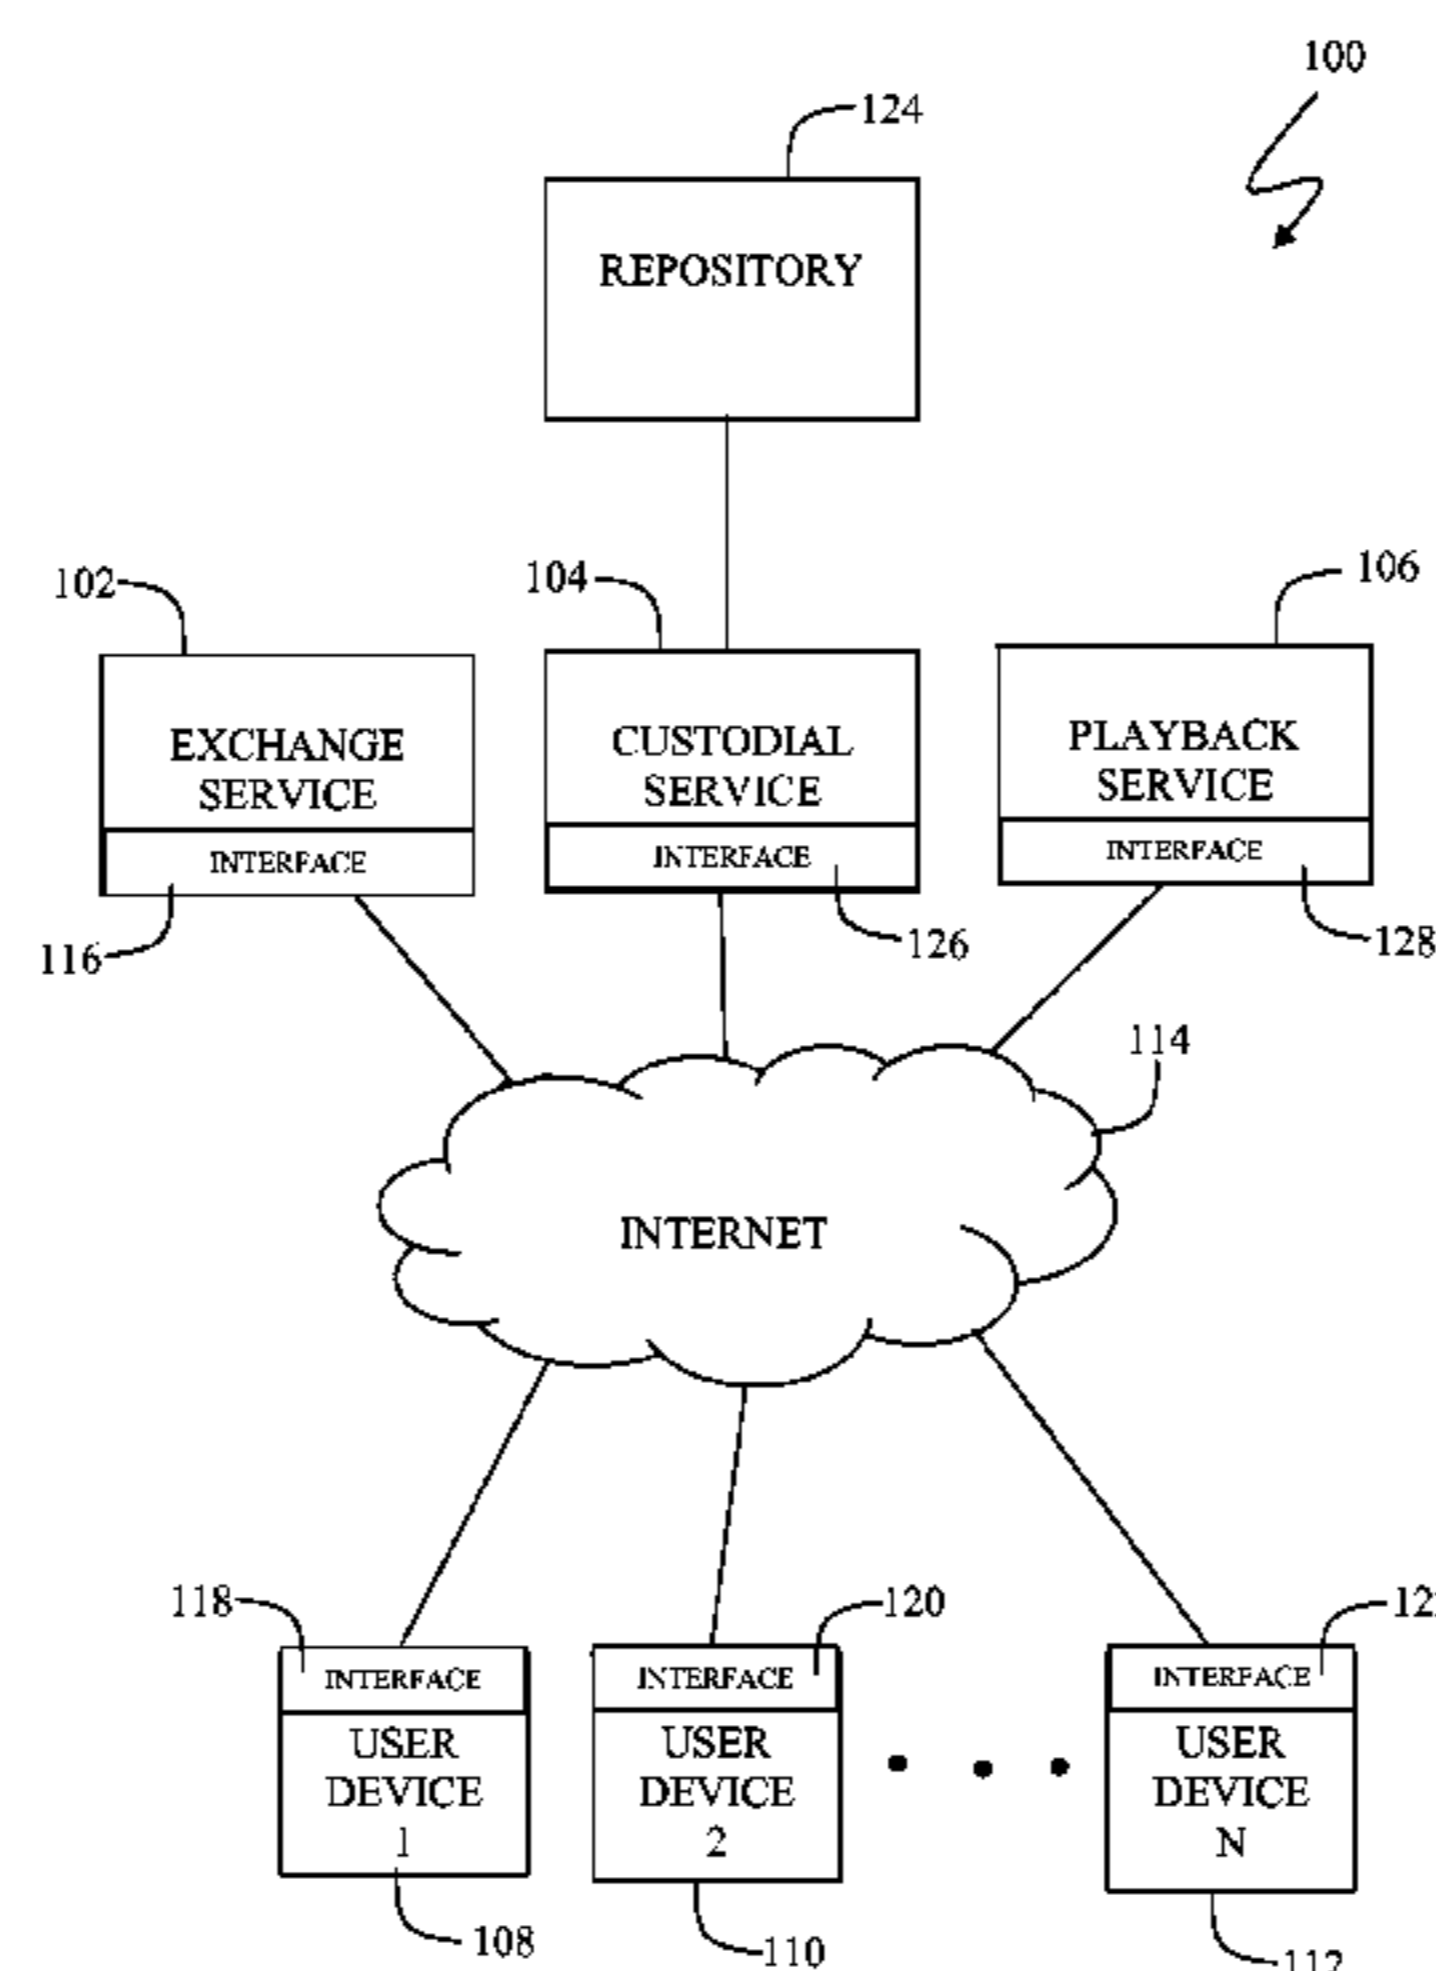 100
124
REPOSITORY
102
104
106
EXCHANGE
SERVICE
CUSTODIAL
SERVICE
PLAYBACK
SERVICE
INTERFACE
INTERFACE
INTERFACE
116
126
128
114
INTERNET
118
120
INTERFACE
USER
DEVICE
1
INTERFACE
USER
DEVICE
2
INTERFACE
USER
DEVICE
N
108
110
112